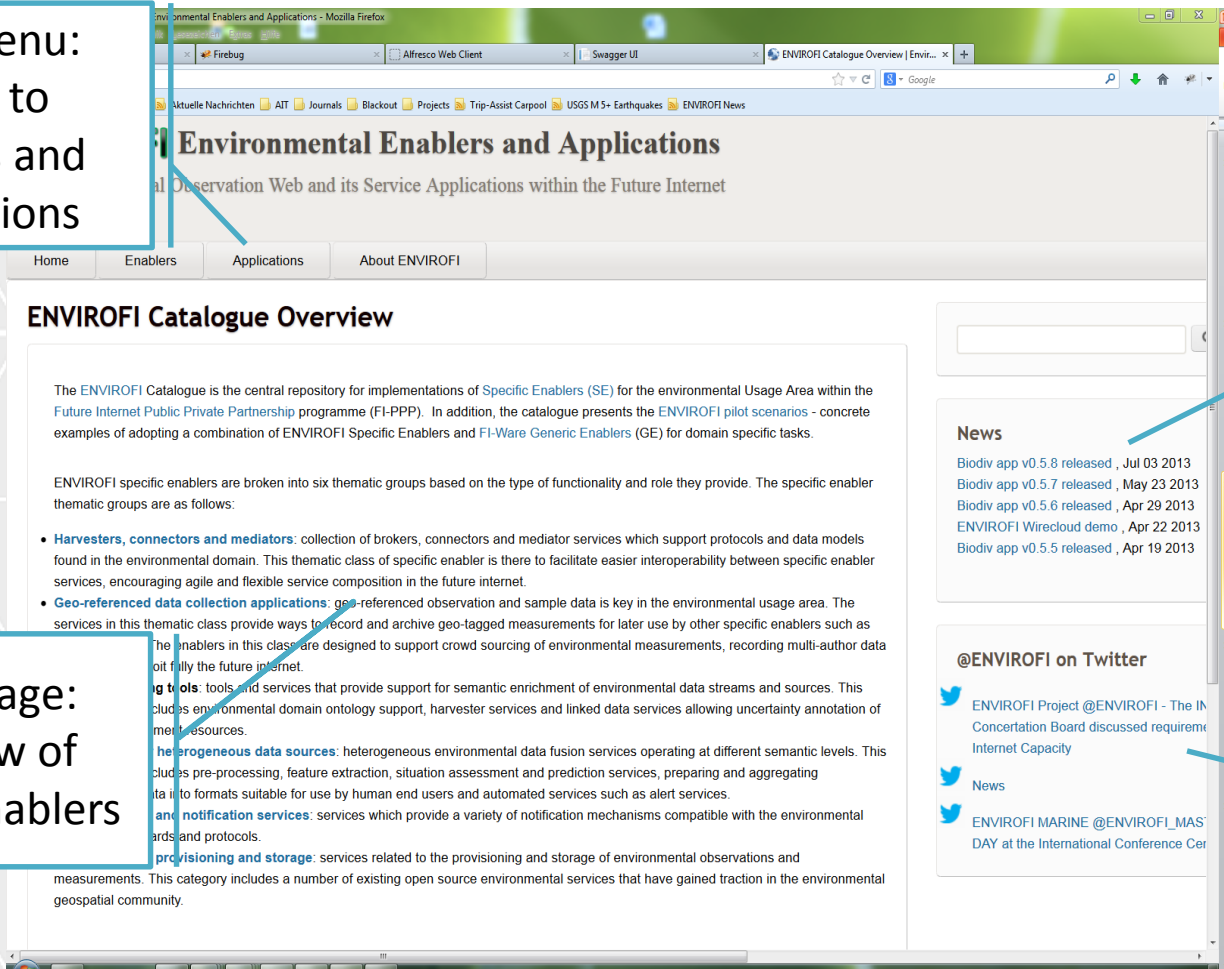 enu:
to
and
ions
Environmental Enablers and Applications - Mozilla Firefox
Firebug
Alfresco Web Client
Swagger UI
ENVIROFI Catalogue Overview | Envir...
Google
Aktuelle Nachrichten AIT Journals Blackout Projects Trip-Assist Carpool USGS M 5+ Earthquakes ENVIROFI News
Environmental Enablers and Applications
Observation Web and its Service Applications within the Future Internet
Home Enablers Applications About ENVIROFI
ENVIROFI Catalogue Overview
The ENVIROFI Catalogue is the central repository for implementations of Specific Enablers (SE) for the environmental Usage Area within the
Future Internet Public Private Partnership programme (FI-PPP). In addition, the catalogue presents the ENVIROFI pilot scenarios - concrete
examples of adopting a combination of ENVIROFI Specific Enablers and FI-Ware Generic Enablers (GE) for domain specific tasks.
ENVIROFI specific enablers are broken into six thematic groups based on the type of functionality and role they provide. The specific enabler
thematic groups are as follows:
• Harvesters, connectors and mediators: collection of brokers, connectors and mediator services which support protocols and data models
found in the environmental domain. This thematic class of specific enabler is there to facilitate easier interoperability between specific enabler
services, encouraging agile and flexible service composition in the future internet.
• Geo-referenced data collection applications: geo-referenced observation and sample data is key in the environmental usage area. The
services in this thematic class provide ways to record and archive geo-tagged measurements for later use by other specific enablers such as
The enablers in this class are designed to support crowd sourcing of environmental measurements, recording multi-author data
oit fully the future internet.
ng tools: tools and services that provide support for semantic enrichment of environmental data streams and sources. This
cludes environmental domain ontology support, harvester services and linked data services allowing uncertainty annotation of
ment resources.
heterogeneous data sources: heterogeneous environmental data fusion services operating at different semantic levels. This
cludes pre-processing, feature extraction, situation assessment and prediction services, preparing and aggregating
ta into formats suitable for use by human end users and automated services such as alert services.
and notification services: services which provide a variety of notification mechanisms compatible with the environmental
ards and protocols.
provisioning and storage: services related to the provisioning and storage of environmental observations and
measurements. This category includes a number of existing open source environmental services that have gained traction in the environmental
geospatial community.
age:
w of
nablers
News
Biodiv app v0.5.8 released , Jul 03 2013
Biodiv app v0.5.7 released , May 23 2013
Biodiv app v0.5.6 released , Apr 29 2013
ENVIROFI Wirecloud demo , Apr 22 2013
Biodiv app v0.5.5 released , Apr 19 2013
@ENVIROFI on Twitter
ENVIROFI Project @ENVIROFI - The IN
Concertation Board discussed requireme
Internet Capacity
News
ENVIROFI MARINE @ENVIROFI_MAS
DAY at the International Conference Cer